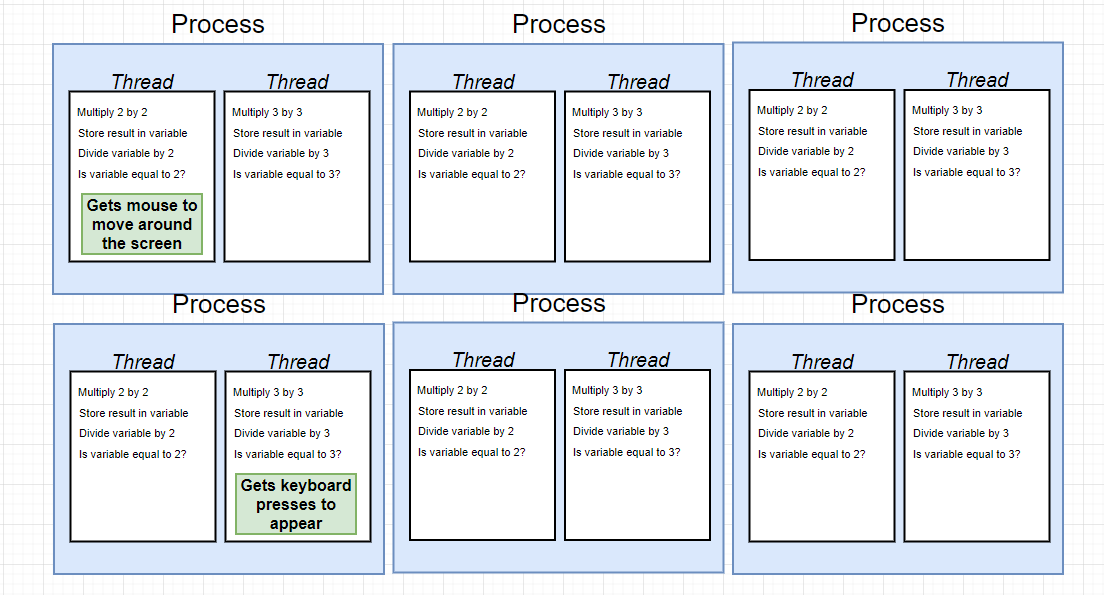 Process
Thread
Multiply 2 by 2
Store result in variable
Divide variable by 2
Is variable equal to 2?
Gets mouse to
move around
the screen
Thread
Multiply 3 by 3
Store result in variable
Divide variable by 3
Is variable equal to 3?
Process
Thread
Multiply 2 by 2
Store result in variable
Divide variable by 2
Is variable equal to 2?
Thread
Multiply 3 by 3
Store result in variable
Divide variable by 3
Is variable equal to 3?
Process
Thread
Multiply 2 by 2
Store result in variable
Divide variable by 2
Is variable equal to 2?
Thread
Multiply 3 by 3
Store result in variable
Divide variable by 3
Is variable equal to 3?
Process
Thread
Multiply 2 by 2
Store result in variable
Divide variable by 2
Is variable equal to 2?
Thread
Multiply 3 by 3
Store result in variable
Divide variable by 3
Is variable equal to 3?
Gets keyboard
presses to
appear
Process
Thread
Multiply 2 by 2
Store result in variable
Divide variable by 2
Is variable equal to 2?
Thread
Multiply 3 by 3
Store result in variable
Divide variable by 3
Is variable equal to 3?
Process
Thread
Multiply 2 by 2
Store result in variable
Divide variable by 2
Is variable equal to 2?
Thread
Multiply 3 by 3
Store result in variable
Divide variable by 3
Is variable equal to 3?